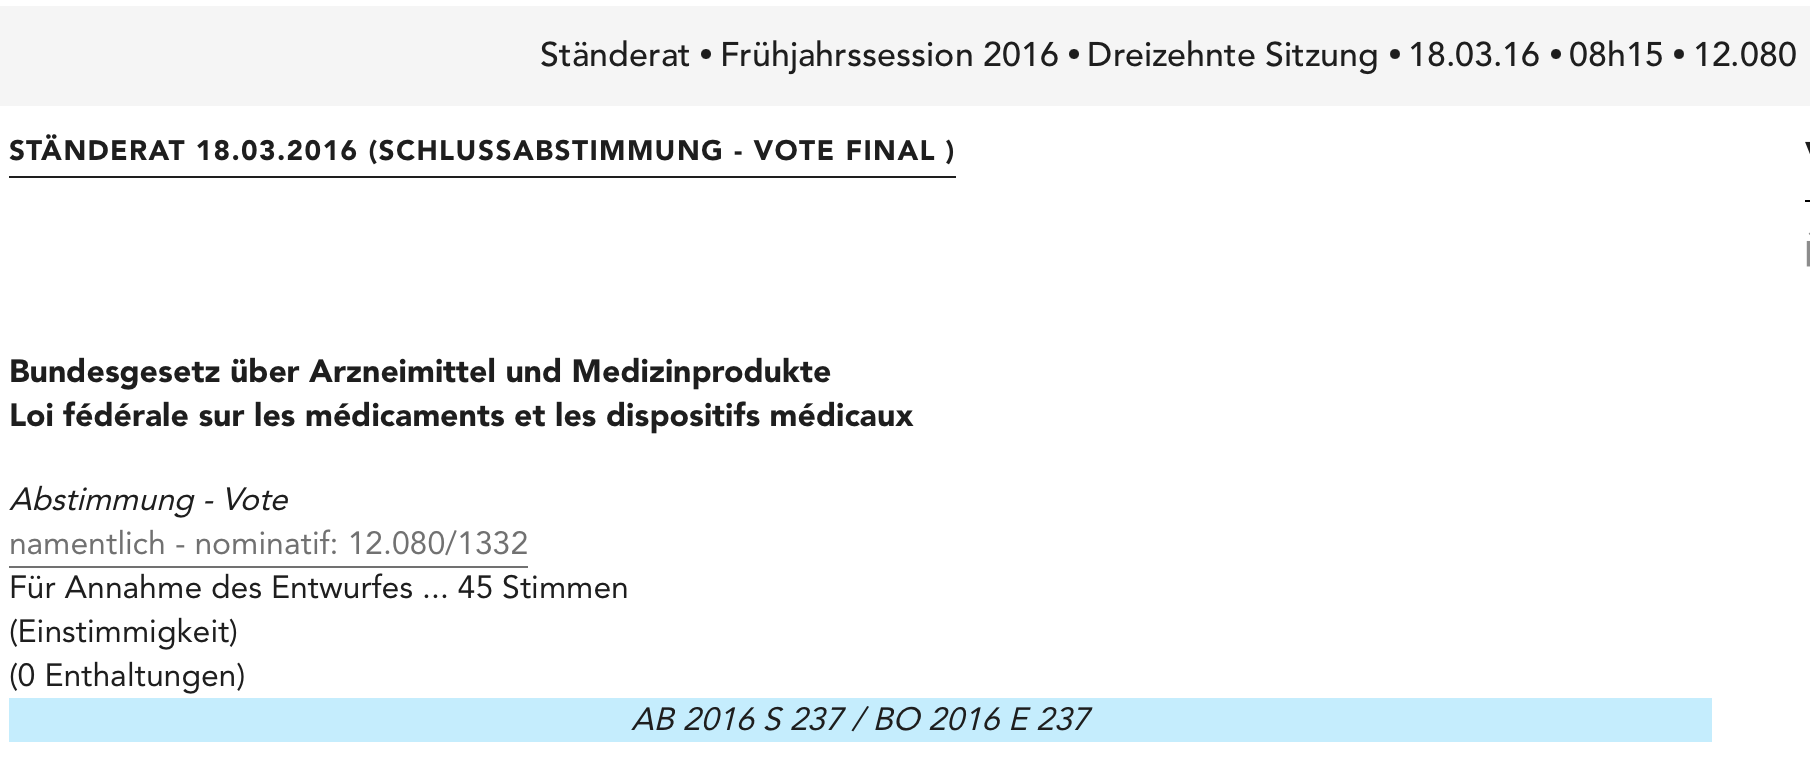 Ständerat • Frühjahrssession 2016 • Dreizehnte Sitzung • 18.03.16 • 08h15 • 12.080
STÄNDERAT 18.03.2016 (SCHLUSSABSTIMMUNG - VOTE FINAL )
Bundesgesetz über Arzneimittel und Medizinprodukte
Loi fédérale sur les médicaments et les dispositifs médicaux
Abstimmung - Vote
namentlich - nominatif: 12.080/1332
Für Annahme des Entwurfes ... 45 Stimmen
(Einstimmigkeit)
(0 Enthaltungen)
AB 2016 S 237 / BO 2016 E 237